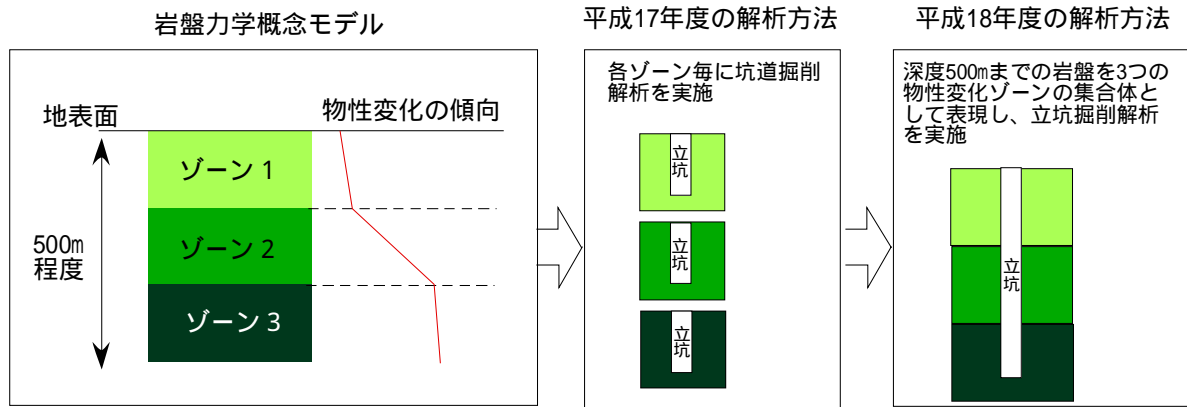 岩盤力学概念モデル
平成17年度の解析方法
平成18年度の解析方法
地表面
物性変化の傾向
ゾーン1
ゾーン2
ゾーン3
500m
程度
各ゾーン毎に坑道掘削
解析を実施
立坑
立坑
立坑
深度500mまでの岩盤を3つの
物性変化ゾーンの集合体と
して表現し、立坑掘削解析
を実施
立坑